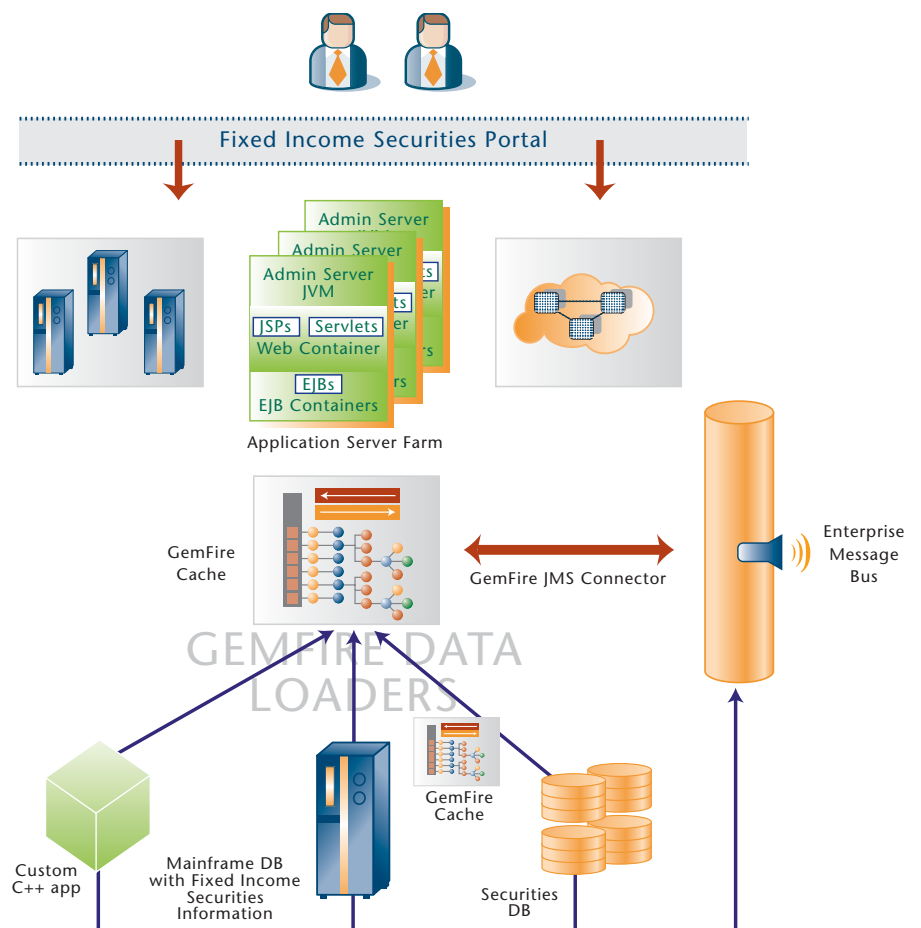 Fixed Income Securities Portal
Admin Server
Admin Server
Admin Server
JVM
JSPs Servlets
Web Container
EJBs
EJB Containers
Application Server Farm
GemFire
Cache
GemFire JMS Connector
Enterprise
Message
Bus
GEMFIRE DATA
LOADERS
GemFire
Cache
Custom
C++ app
Mainframe DB
with Fixed Income
Securities
Information
Securities
DB